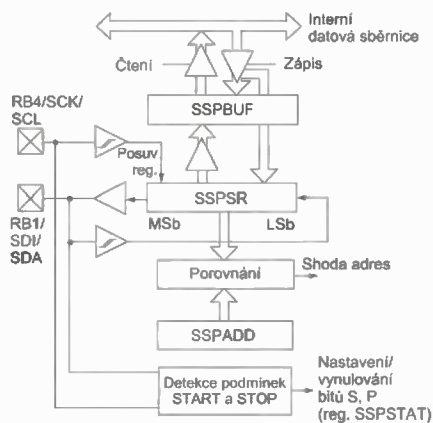 Interní
datová sběrnice
Čtení
Zápis
SSPBUF
RB4/SCK/
SCL
Posuv
reg.
SSPSR
MSb
LSb
RB1/
SDI/
SDA
Porovnání
Shoda adres
SSPADD
Detekce podmínek
START a STOP
Nastavení/
vynulování
bitů S, P
(reg. SSPSTAT)